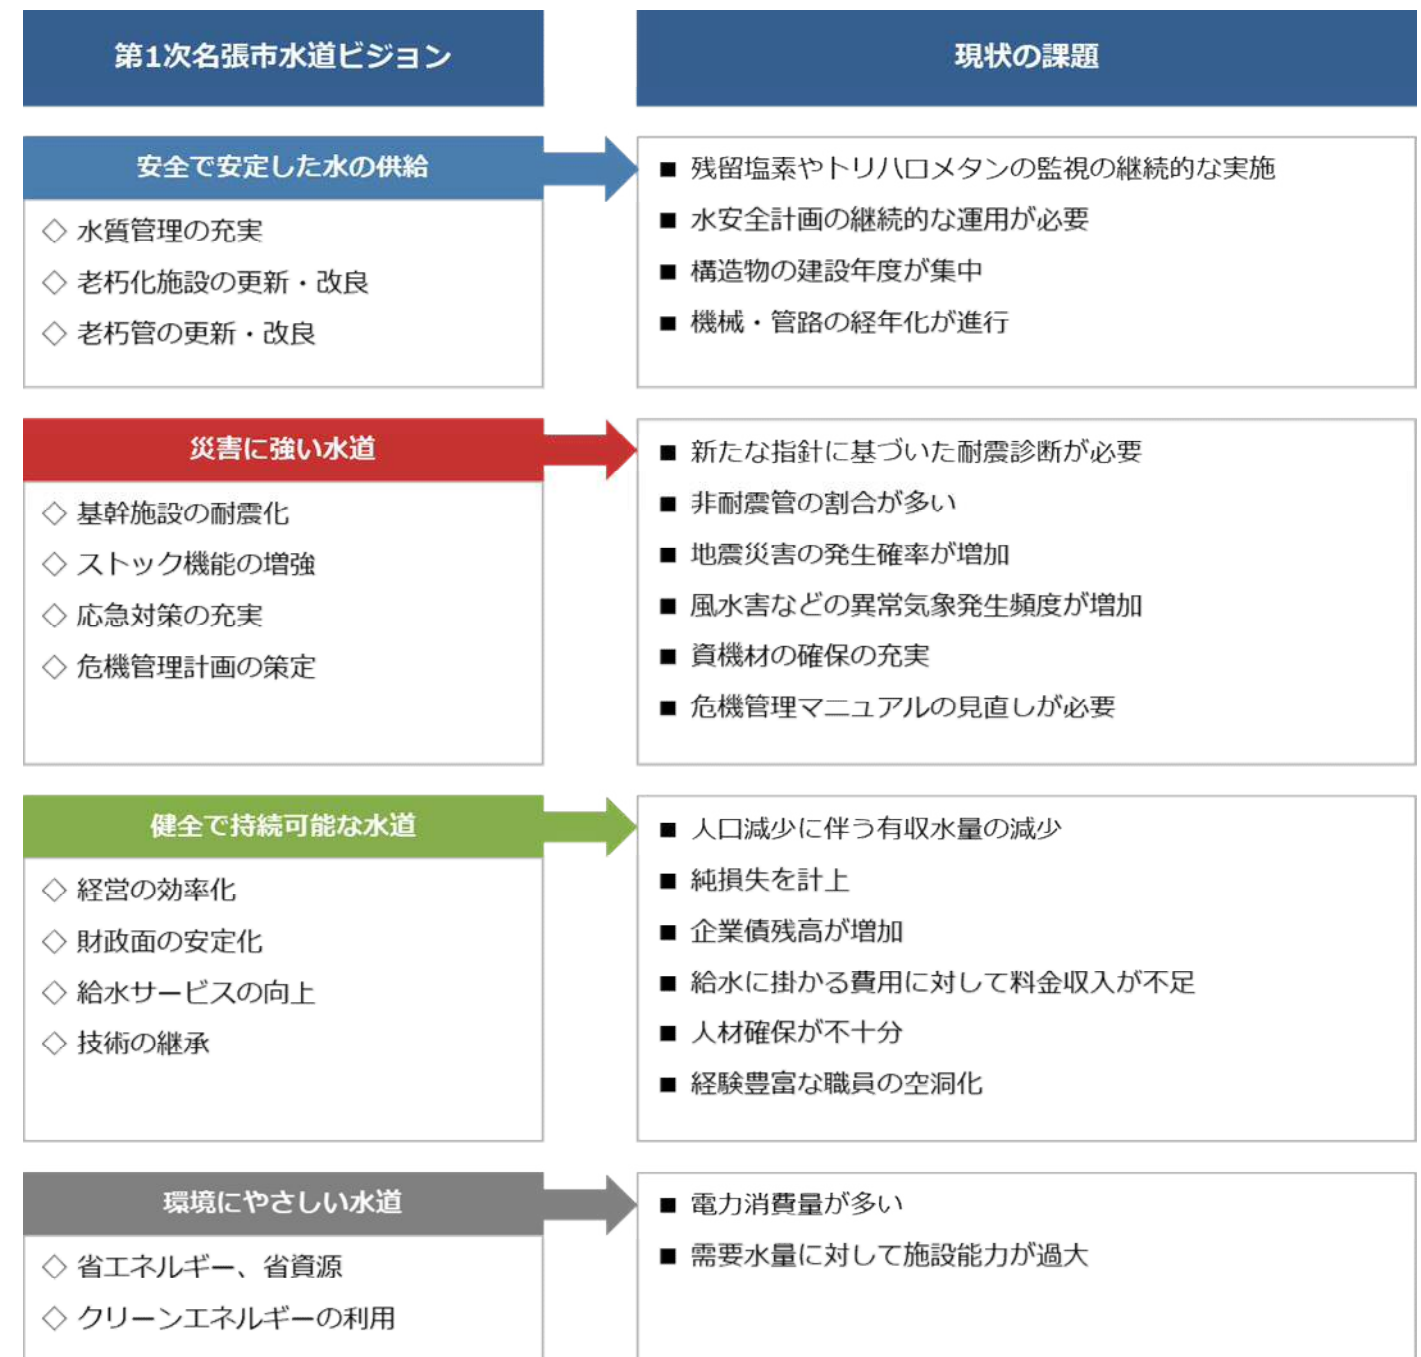 第1次名張市水道ビジョン
現状の課題
安全で安定した水の供給
◇ 水質管理の充実
◇ 老朽化施設の更新・改良
◇ 老朽管の更新・改良
■ 残留塩素やトリハロメタンの監視の継続的な実施
■ 水安全計画の継続的な運用が必要
■ 構造物の建設年度が集中
■ 機械・管路の経年化が進行
災害に強い水道
◇ 基幹施設の耐震化
◇ ストック機能の増強
◇ 応急対策の充実
◇ 危機管理計画の策定
■ 新たな指針に基づいた耐震診断が必要
■ 非耐震管の割合が多い
■ 地震災害の発生確率が増加
■ 風水害などの異常気象発生頻度が増加
■ 資機材の確保の充実
■ 危機管理マニュアルの見直しが必要
健全で持続可能な水道
◇ 経営の効率化
◇ 財政面の安定化
◇ 給水サービスの向上
◇ 技術の継承
■ 人口減少に伴う有収水量の減少
■ 純損失を計上
■ 企業債残高が増加
■ 給水に掛かる費用に対して料金収入が不足
■ 人材確保が不十分
■ 経験豊富な職員の空洞化
環境にやさしい水道
◇ 省エネルギー、省資源
◇ クリーンエネルギーの利用
■ 電力消費量が多い
■ 需要水量に対して施設能力が過大